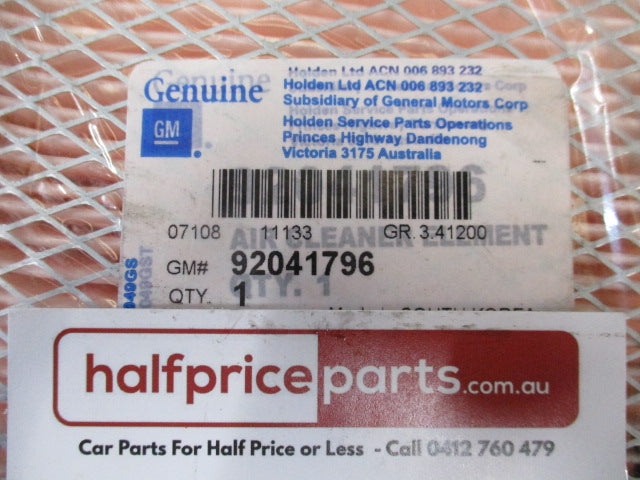 Genuine
GM
Holden Ltd ACN 006 893 232
Holden Ltd ACN 006 893 232
Subsidiary of General Motors Corp
Holden Service Parts Operations
Princes Highway Dandenong
Victoria 3175 Australia
07108 11133 GR. 3.41200
AIR CLEANER ELEMENT
GM# 92041796
QTY. 1
QTY. 1
halfpriceparts.com.au
Car Parts For Half Price or Less - Call 0412 760 479